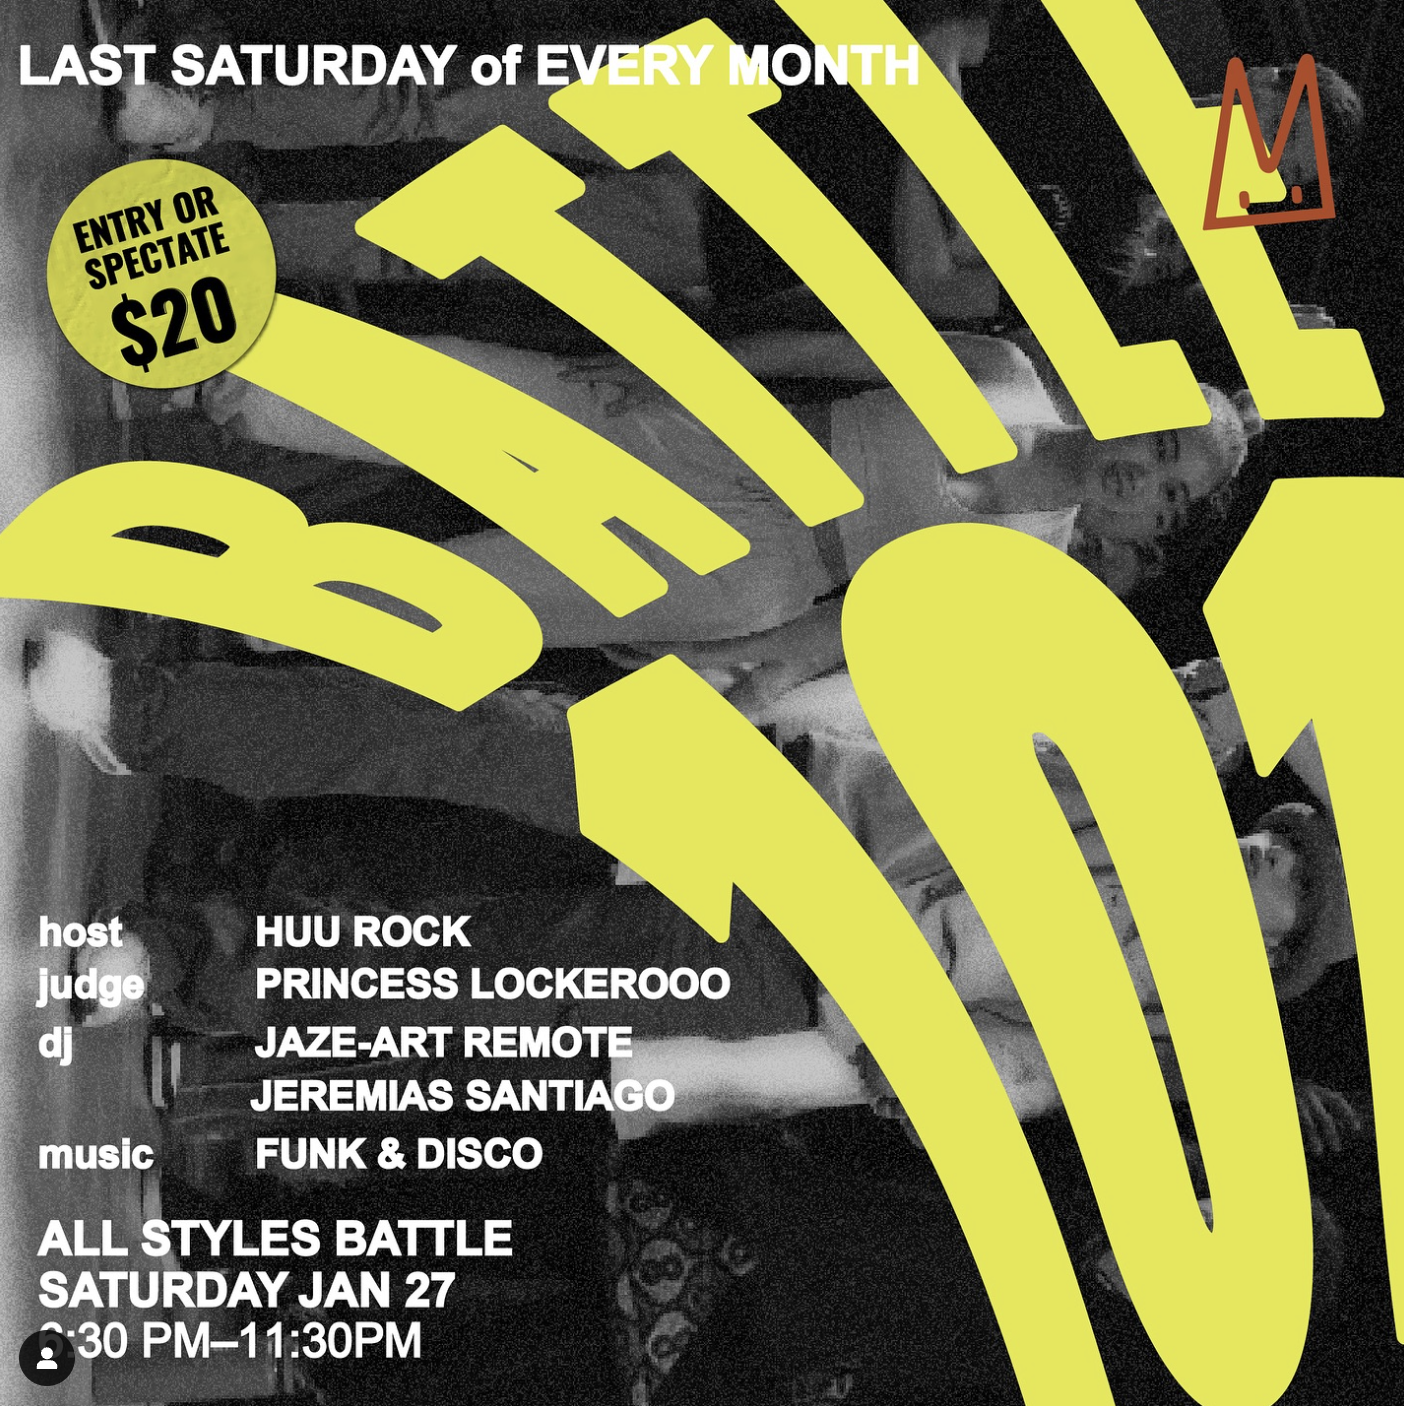 LAST SATURDAY of EVERY MONTH
ENTRY OR
SPECTATE
$20
BATTLE
101
host HUU ROCK
judge PRINCESS LOCKEROOO
dj JAZE-ART REMOTE
JEREMIAS SANTIAGO
music FUNK & DISCO
ALL STYLES BATTLE
SATURDAY JAN 27
6:30 PM–11:30PM